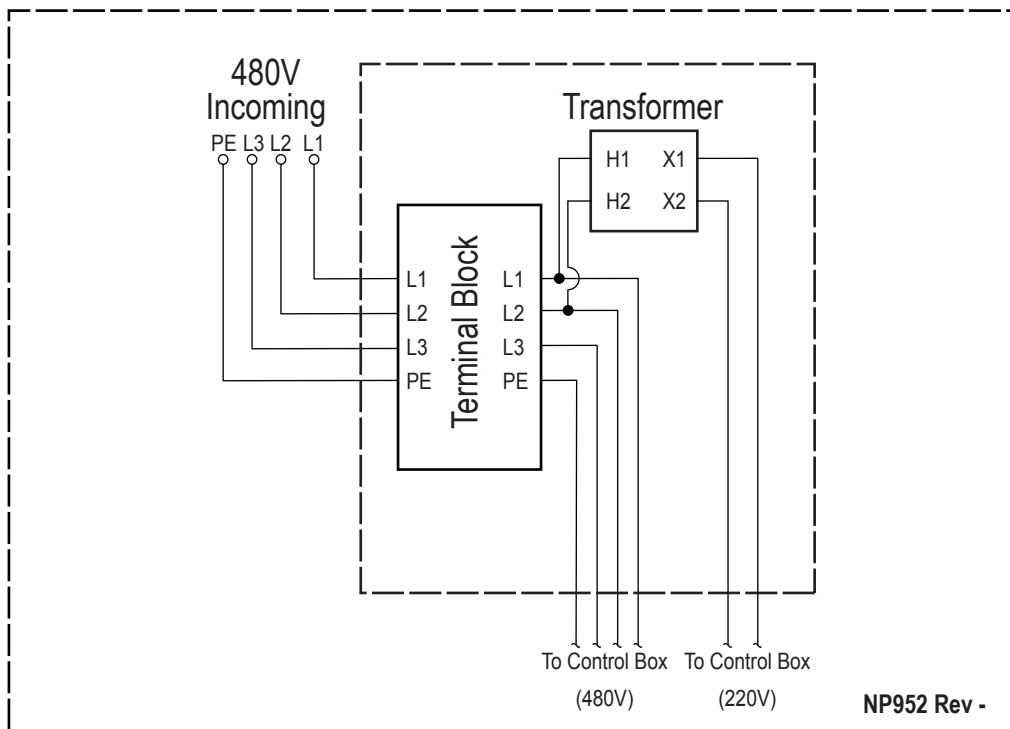 480V
Incoming
PE L3 L2 L1
Transformer
H1 X1
H2 X2
Terminal Block
L1 L1
L2 L2
L3 L3
PE PE
To Control Box To Control Box
(480V) (220V)
NP952 Rev -